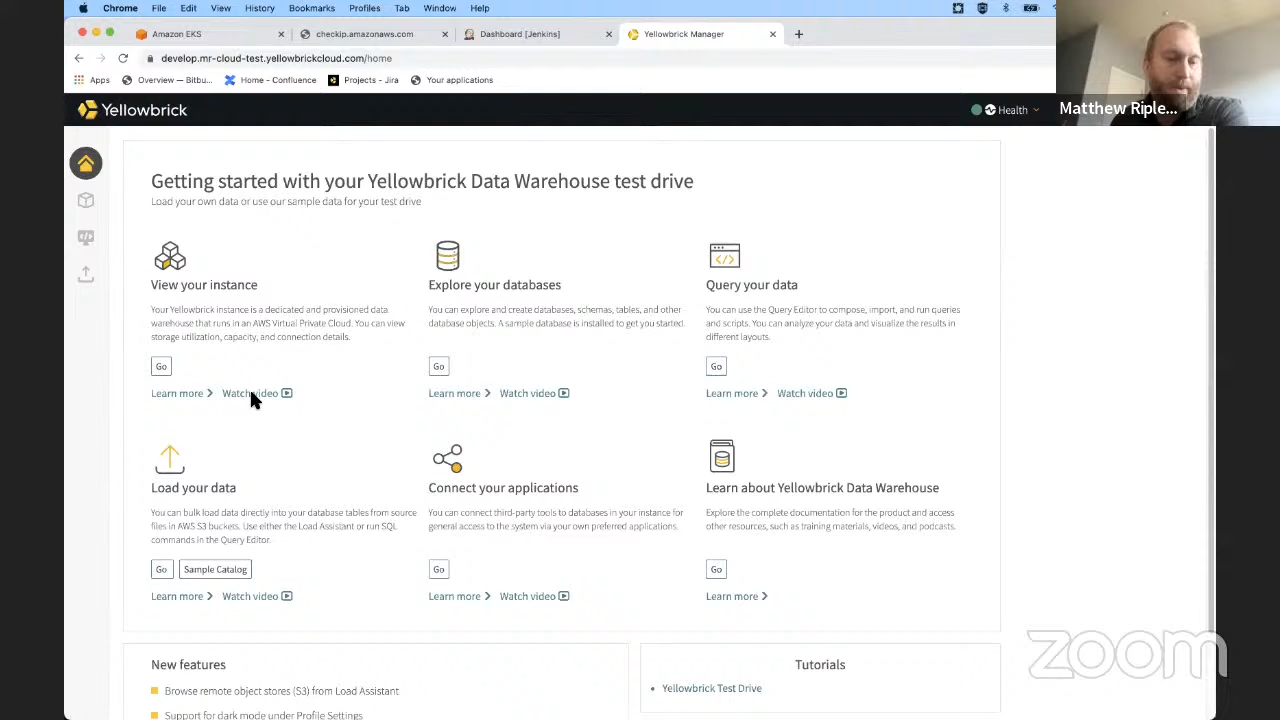 Chrome File Edit View History Bookmarks Profiles Tab Window Help
Amazon EKS
checkip.amazonaws.com
Dashboard [Jenkins]
Yellowbrick Manager
develop.mr-cloud-test.yellowbrickcloud.com/home
Apps
Overview — Bitbu...
Home - Confluence
Projects - Jira
Your applications
Yellowbrick
Health
Matthew Riple...
Getting started with your Yellowbrick Data Warehouse test drive
Load your own data or use our sample data for your test drive
View your instance
Your Yellowbrick instance is a dedicated and provisioned data
warehouse that runs in an AWS Virtual Private Cloud. You can view
storage utilization, capacity, and connection details.
Go
Learn more
Watch video
Explore your databases
You can explore and create databases, schemas, tables, and other
database objects. A sample database is installed to get you started.
Go
Learn more
Watch video
Query your data
You can use the Query Editor to compose, import, and run queries
and scripts. You can analyze your data and visualize the results in
different layouts.
Go
Learn more
Watch video
Load your data
You can bulk load data directly into your database tables from source
files in AWS S3 buckets. Use either the Load Assistant or run SQL
commands in the Query Editor.
Go
Sample Catalog
Learn more
Watch video
Connect your applications
You can connect third-party tools to databases in your instance for
general access to the system via your own preferred applications.
Go
Learn more
Watch video
Learn about Yellowbrick Data Warehouse
Explore the complete documentation for the product and access
other resources, such as training materials, videos, and podcasts.
Go
Learn more
New features
Browse remote object stores (S3) from Load Assistant
Support for dark mode under Profile Settings
Tutorials
Yellowbrick Test Drive
zoom